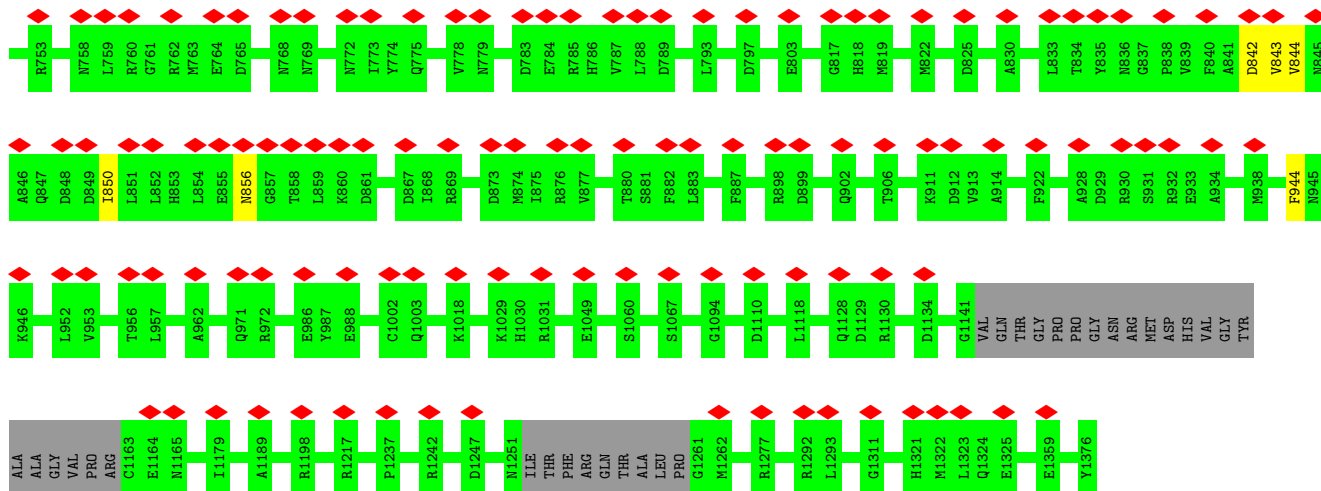 R753 N758 L759 R760 G761 R762 M763 E764 D765 N768 N769 N772 I773 Y774 Q775 V778 N779 D783 E784 R785 H786 V787 L788 D789 L793 D797 E803 G817 H818 M819 M822 D825 A830 L833 T834 Y835 N836 G837 P838 V839 F840 A841 D842 V843 V844 N845
A846 Q847 D848 D849 I850 L851 L852 H853 L854 E855 N856 G857 T858 L859 K860 D861 D867 I868 R869 D873 M874 I875 R876 V877 T880 S881 F882 L883 F887 R898 D899 Q902 T906 K911 D912 V913 A914 F922 A928 D929 R930 S931 R932 E933 A934 M938 F944 N945
K946 L952 V953 T956 L957 A962 Q971 R972 E986 Y987 E988 C1002 Q1003 K1018 K1029 H1030 R1031 E1049 S1060 S1067 G1094 D1110 L1118 Q1128 D1129 R1130 D1134 G1141 VAL GLN THR GLY PRO PRO GLY ASN ARG MET ASP HIS VAL GLY TYR
ALA ALA GLY VAL PRO ARG C1163 E1164 N1165 I1179 A1189 R1198 R1217 P1237 R1242 D1247 N1251 ILE THR PHE ARG GLN THR ALA LEU PRO G1261 M1262 R1277 R1292 L1293 G1311 H1321 M1322 L1323 Q1324 E1325 E1359 Y1376